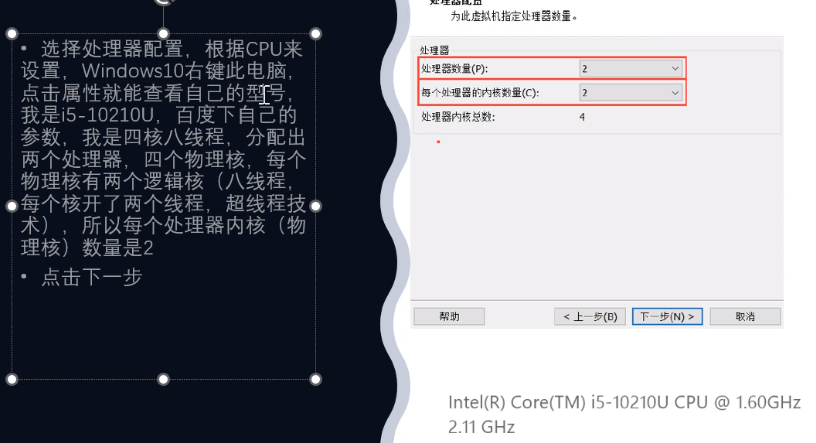 • 选择处理器配置，根据CPU来
设置，Windows10右键此电脑，
点击属性就能查看自己的型号，
我是i5-10210U，百度下自己的
参数，我是四核八线程，分配出
两个处理器，四个物理核，每个
物理核有两个逻辑核（八线程，
每个核开了两个线程，超线程技
术），所以每个处理器内核（物
理核）数量是2
• 点击下一步
处理器配置
为此虚拟机指定处理器数量。
处理器
处理器数量(P): 2
每个处理器的内核数量(C): 2
处理器内核总数: 4
帮助 < 上一步(B) 下一步(N) > 取消
Intel(R) Core(TM) i5-10210U CPU @ 1.60GHz
2.11 GHz